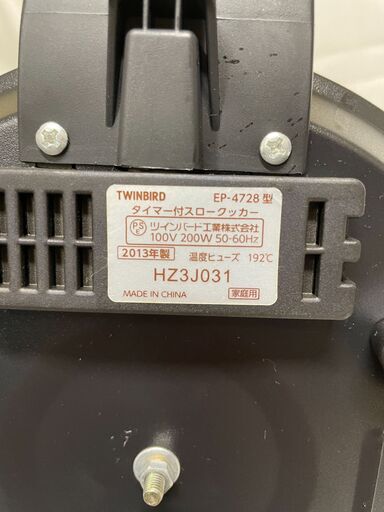 TWINBIRD EP-4728 型
タイマー付スロークッカー
PS E ツインバード工業株式会社
100V 200W 50-60Hz
2013年製 温度ヒューズ 192℃
HZ3J031
MADE IN CHINA 家庭用